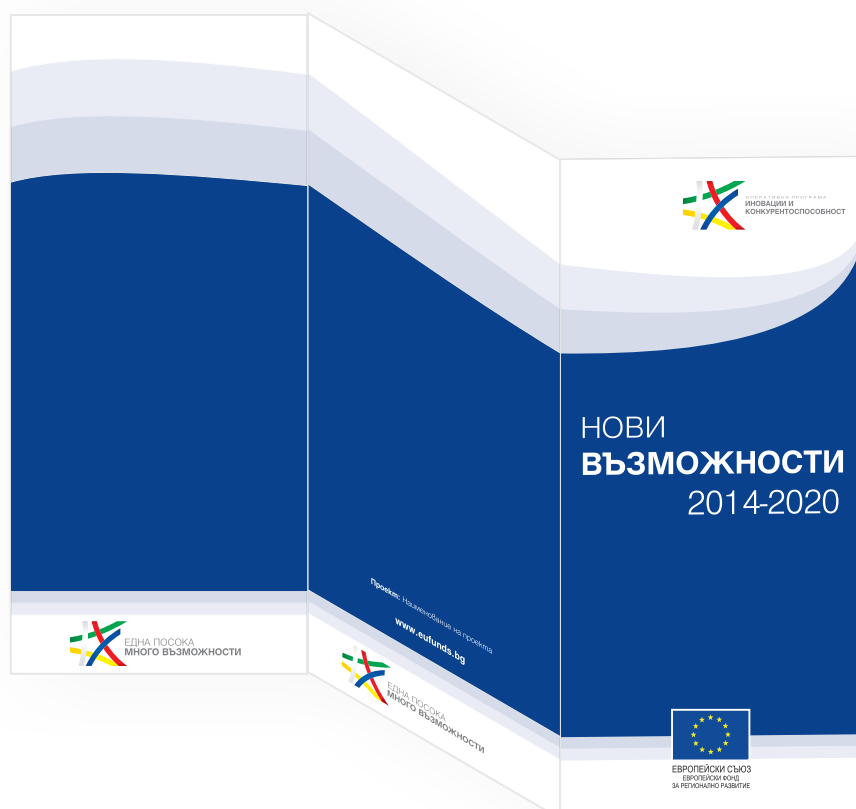 ЕДНА ПОСОКА
МНОГО ВЪЗМОЖНОСТИ
Проект: Наименование на проекта
www.eufunds.bg
ЕДНА ПОСОКА
МНОГО ВЪЗМОЖНОСТИ
ОПЕРАТИВНА ПРОГРАМА
ИНОВАЦИИ И
КОНКУРЕНТОСПОСОБНОСТ
НОВИ
ВЪЗМОЖНОСТИ
2014-2020
ЕВРОПЕЙСКИ СЪЮЗ
ЕВРОПЕЙСКИ ФОНД
ЗА РЕГИОНАЛНО РАЗВИТИЕ